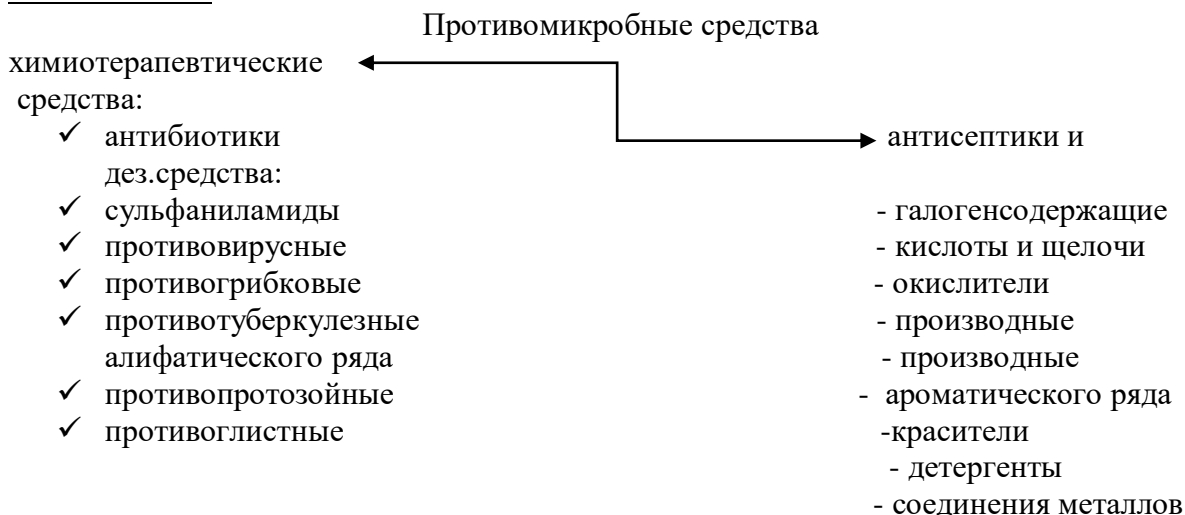 Противомикробные средства
химиотерапевтические
средства:
✓ антибиотики антисептики и
дез.средства:
✓ сульфаниламиды - галогенсодержащие
✓ противовирусные - кислоты и щелочи
✓ противогрибковые - окислители
✓ противотуберкулезные - производные
алифатического ряда - производные
✓ противопротозойные - ароматического ряда
✓ противоглистные -красители
- детергенты
- соединения металлов